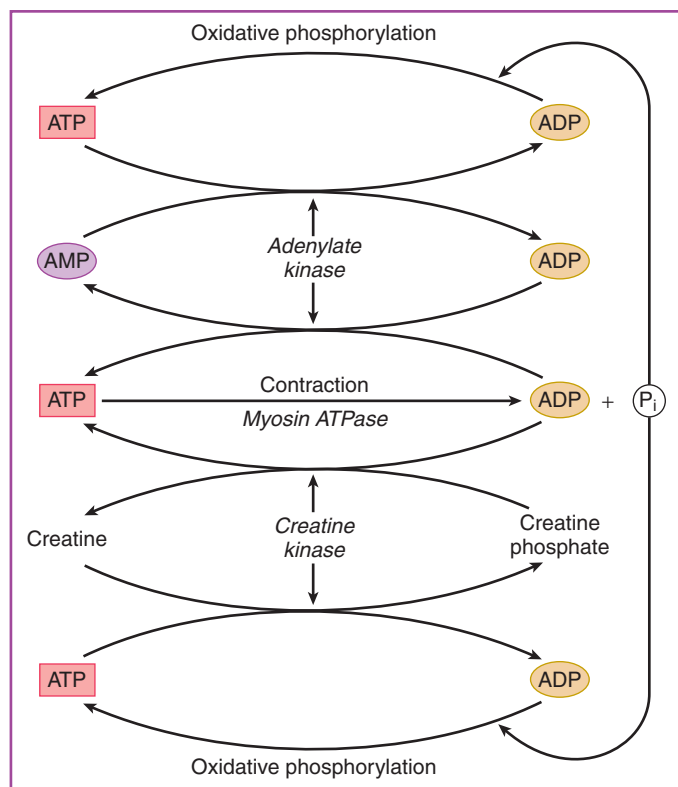 Oxidative phosphorylation
ATP
ADP
AMP
Adenylate
kinase
ADP
ATP
Contraction
Myosin ATPase
ADP + Pi
Creatine
Creatine
kinase
Creatine
phosphate
ATP
ADP
Oxidative phosphorylation